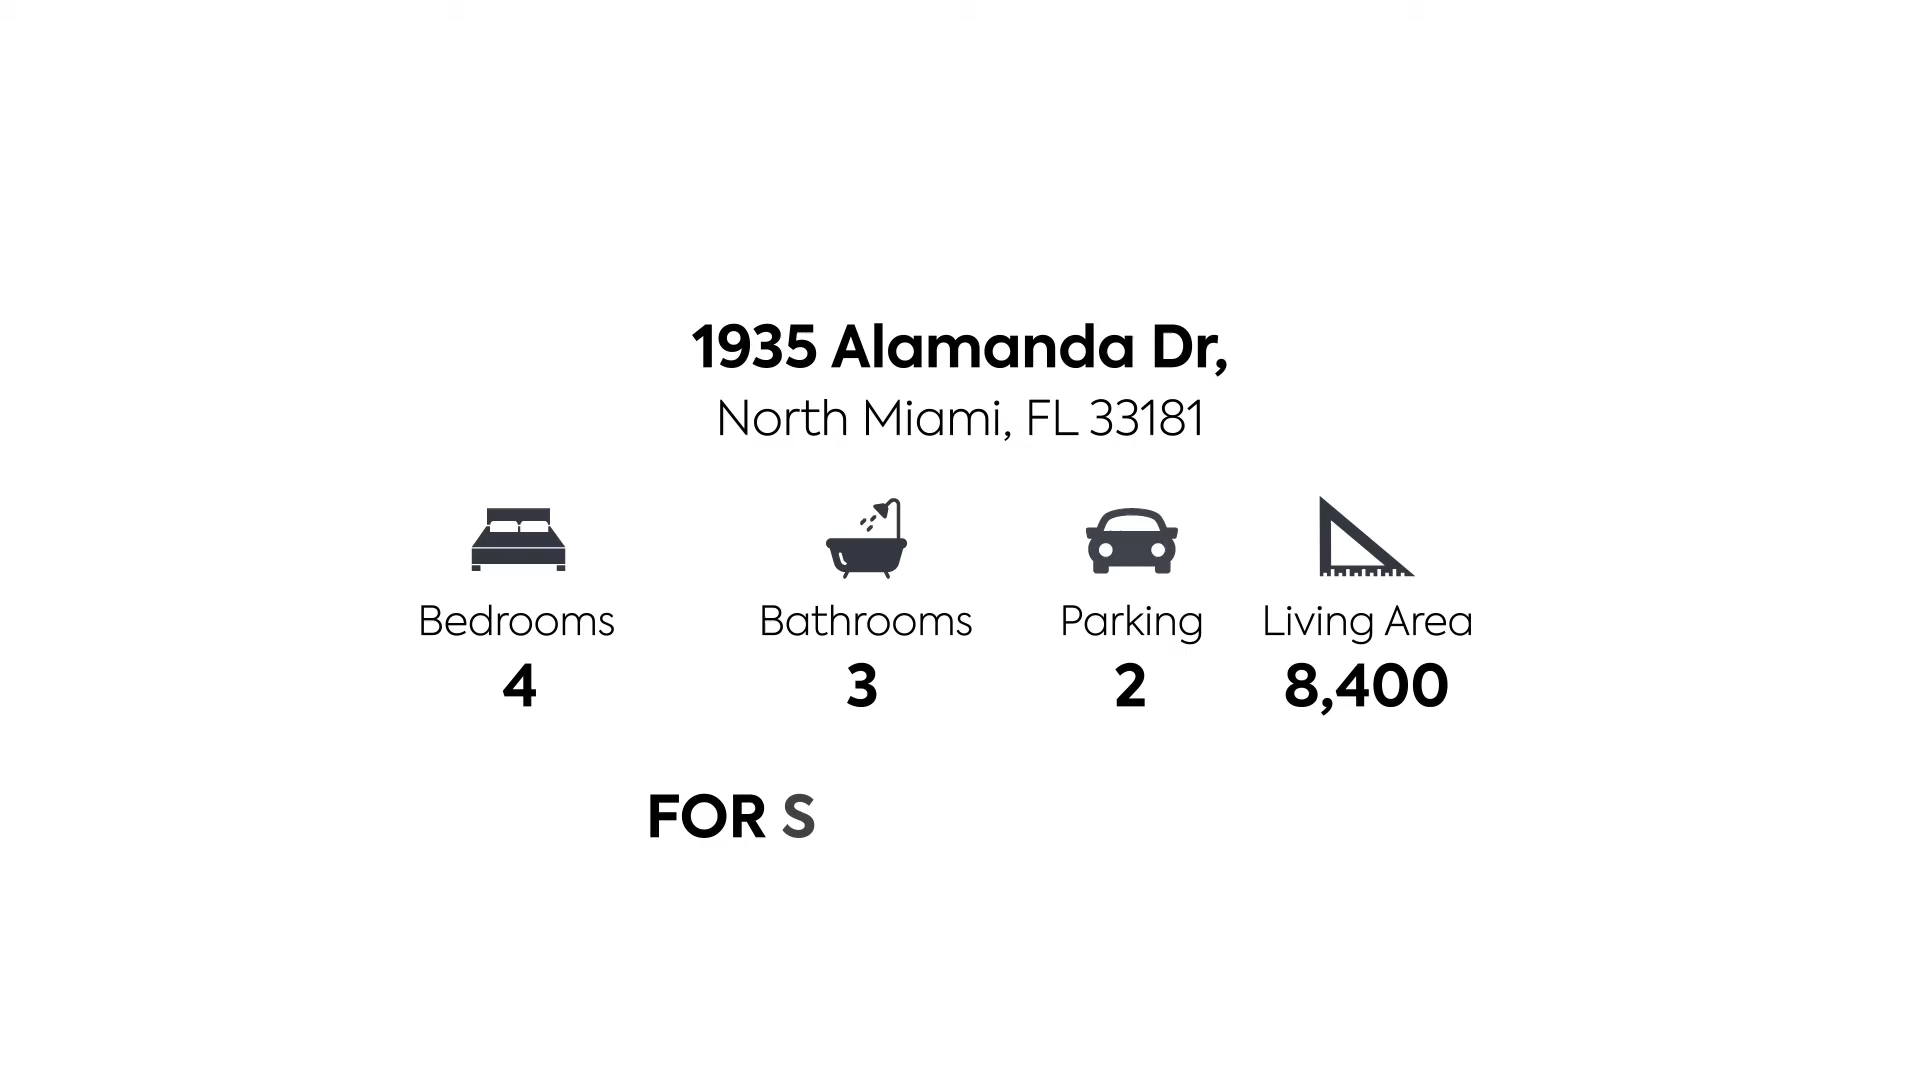 1935 Alamanda Dr,
North Miami, FL 33181
Bedrooms Bathrooms Parking Living Area
4 3 2 8,400
FOR S